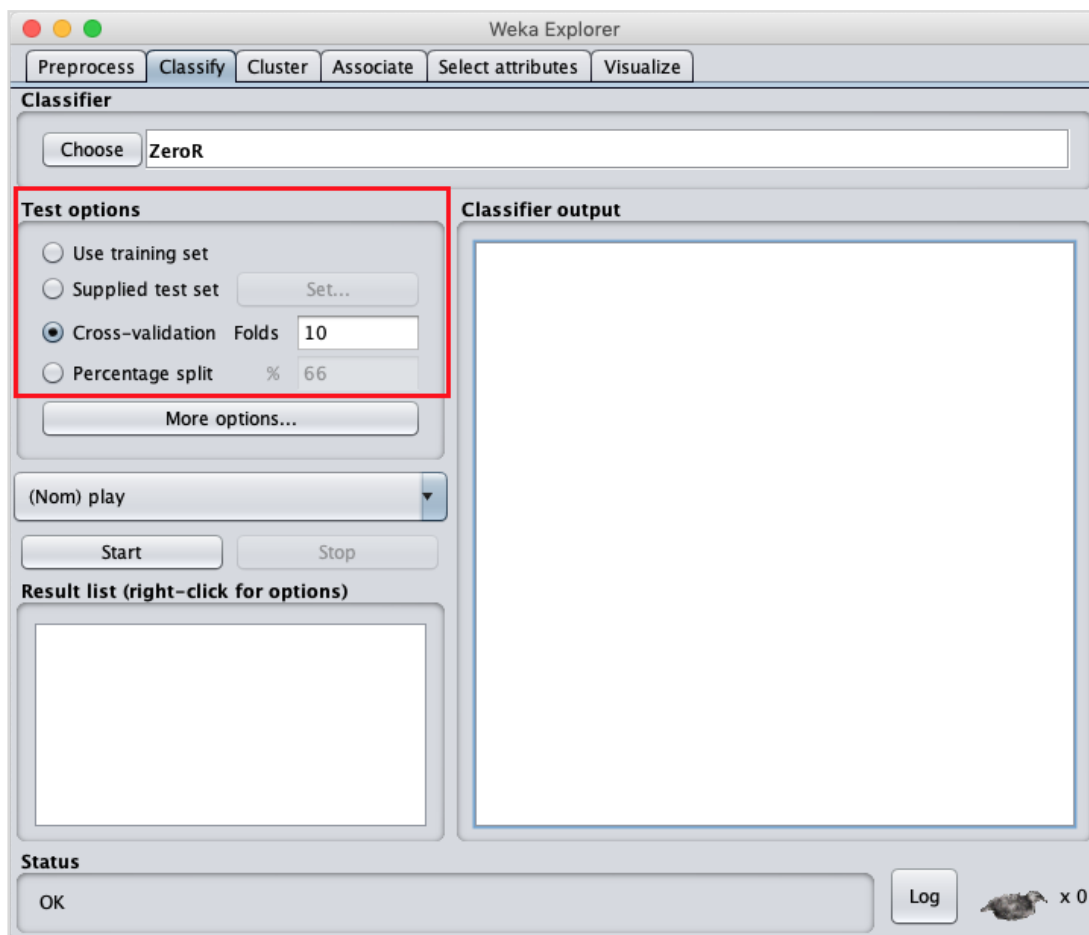 Weka Explorer
Preprocess Classify Cluster Associate Select attributes Visualize
Classifier
Choose ZeroR
Test options
Use training set
Supplied test set Set...
Cross-validation Folds 10
Percentage split % 66
More options...
(Nom) play
Start Stop
Result list (right-click for options)
Classifier output
Status
OK
Log x 0